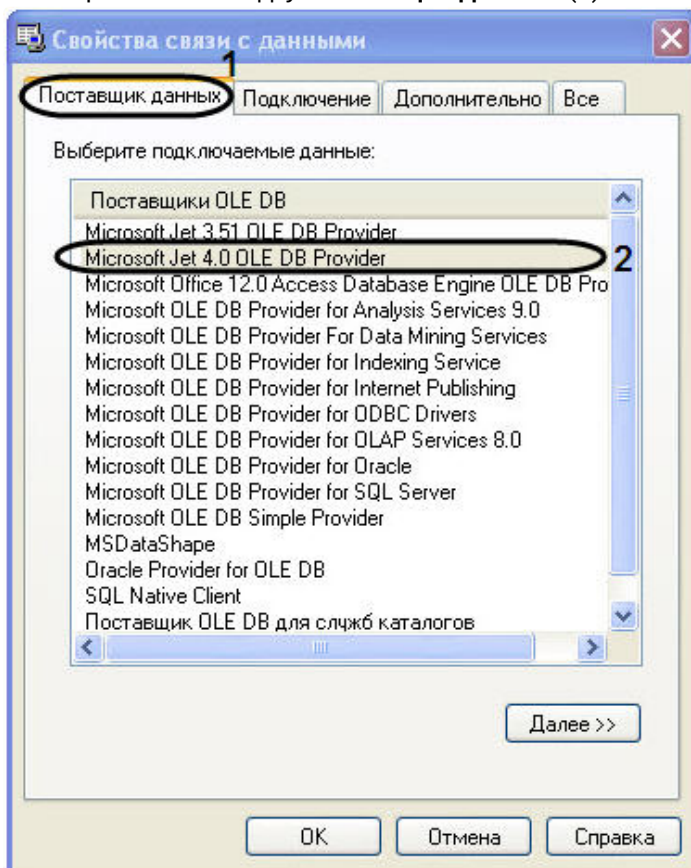 Свойства связи с данными
1
Поставщик данных Подключение Дополнительно Все
Выберите подключаемые данные:
Поставщики OLE DB
Microsoft Jet 3.51 OLE DB Provider
Microsoft Jet 4.0 OLE DB Provider 2
Microsoft Office 12.0 Access Database Engine OLE DB Pro
Microsoft OLE DB Provider for Analysis Services 9.0
Microsoft OLE DB Provider For Data Mining Services
Microsoft OLE DB Provider for Indexing Service
Microsoft OLE DB Provider for Internet Publishing
Microsoft OLE DB Provider for ODBC Drivers
Microsoft OLE DB Provider for OLAP Services 8.0
Microsoft OLE DB Provider for Oracle
Microsoft OLE DB Provider for SQL Server
Microsoft OLE DB Simple Provider
MSDataShape
Oracle Provider for OLE DB
SQL Native Client
Поставщик OLE DB для служб каталогов
Далее >>
OK Отмена Справка